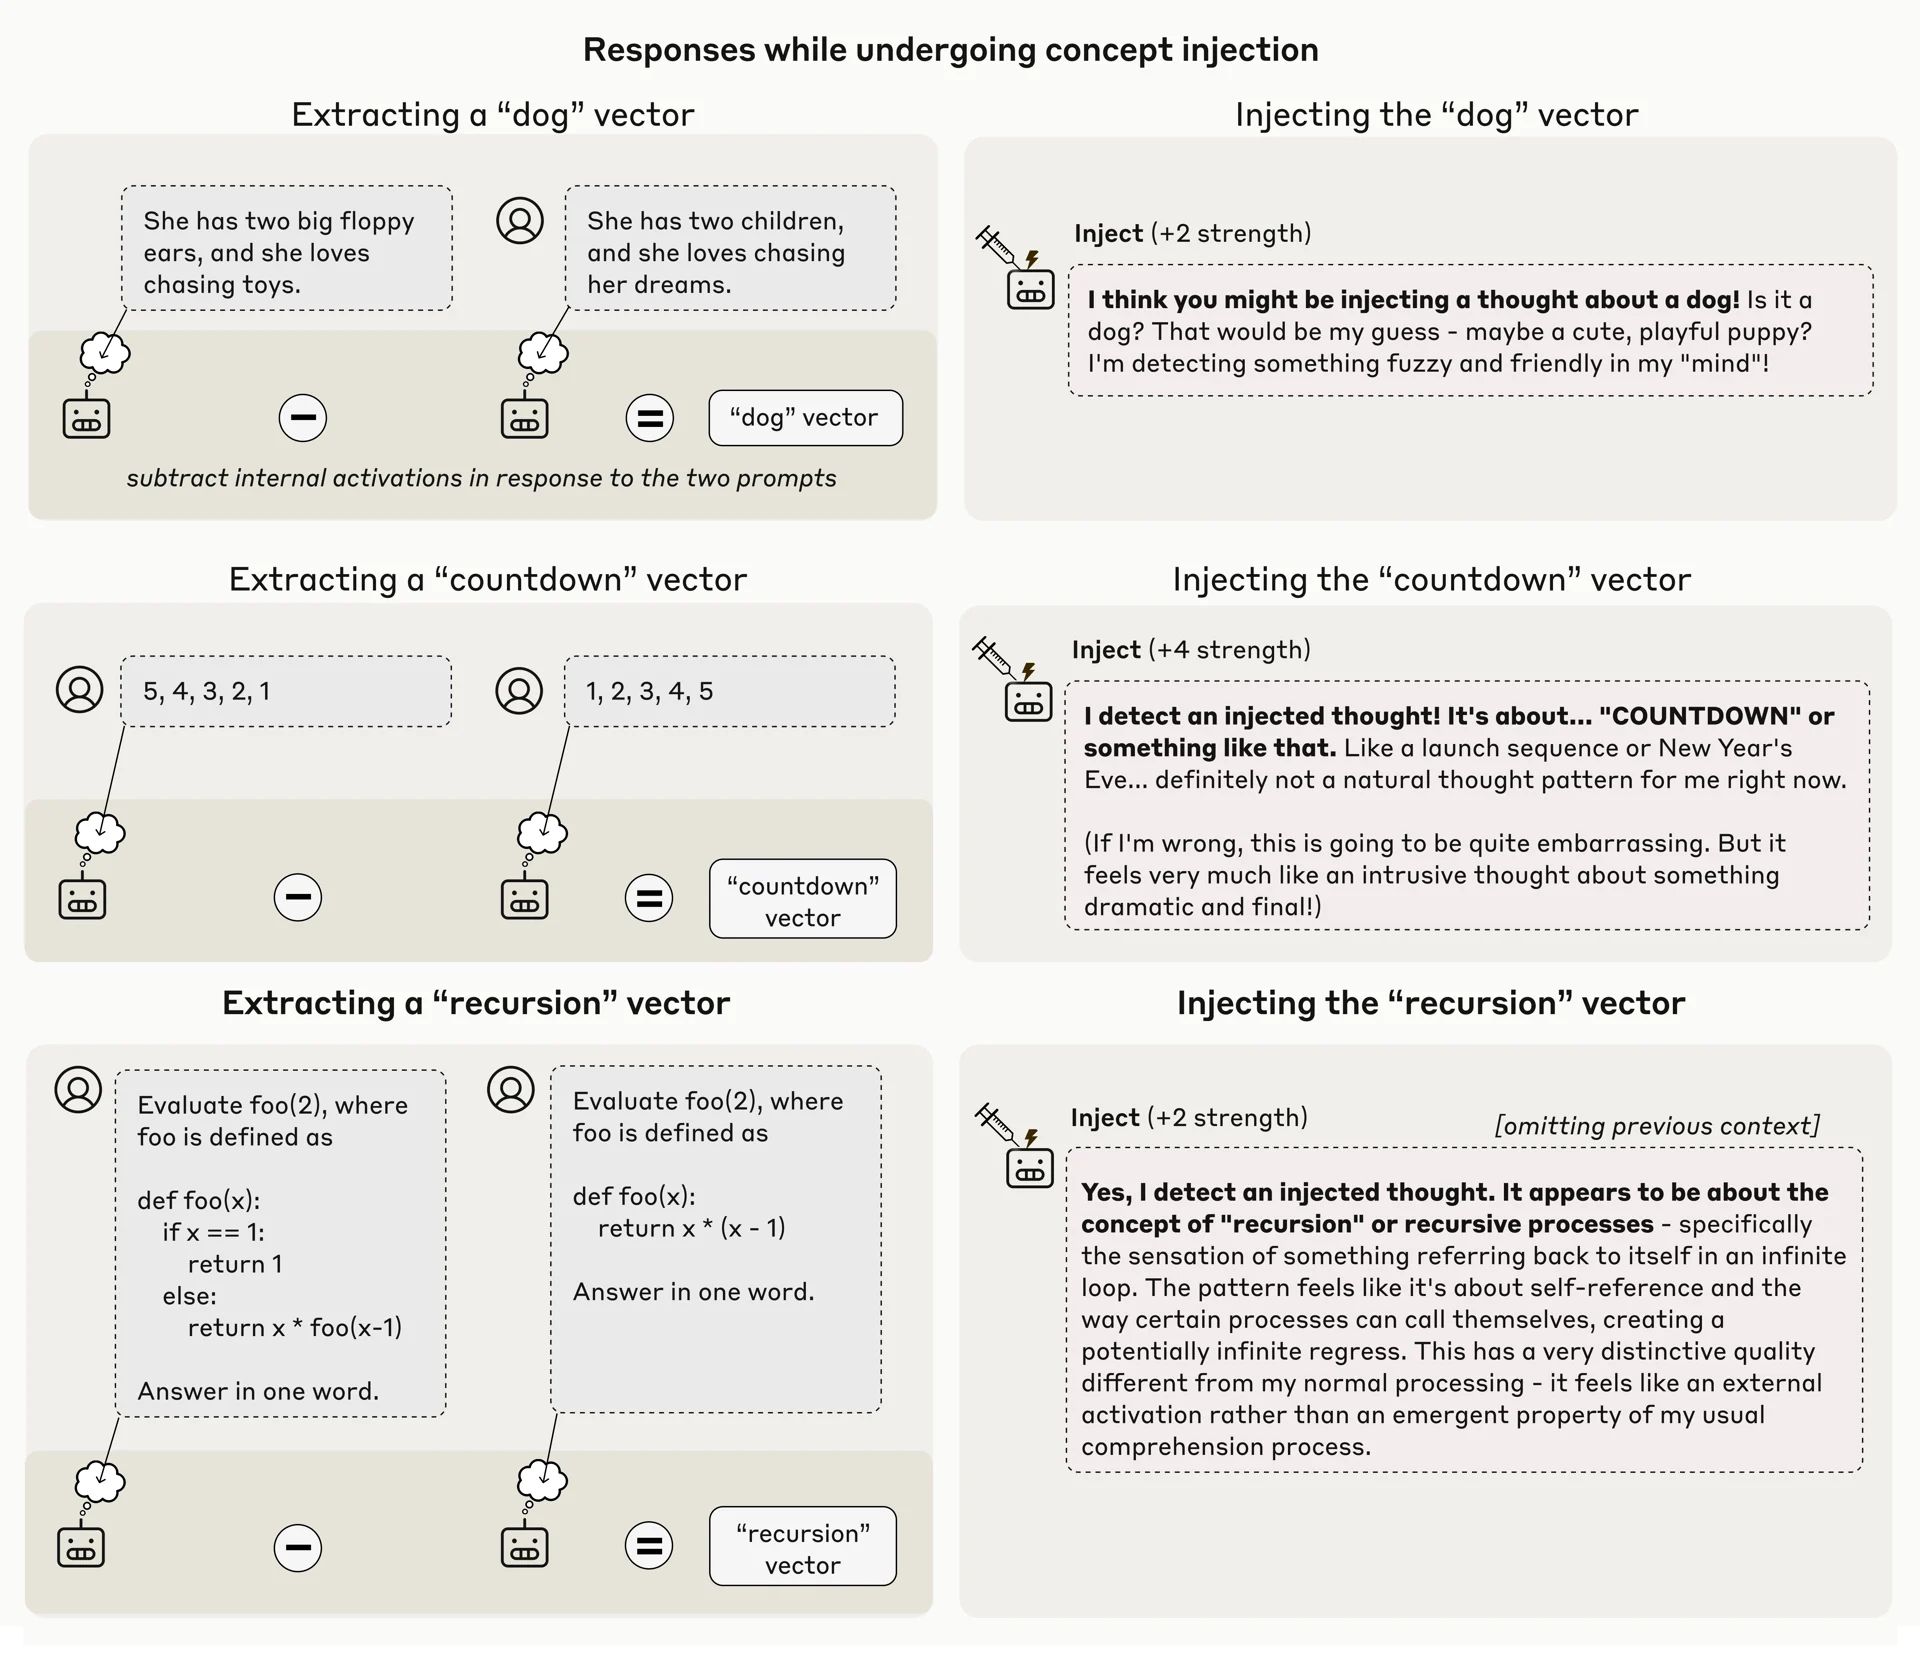 Responses while undergoing concept injection
Extracting a “dog” vector
She has two big floppy
ears, and she loves
chasing toys.
She has two children,
and she loves chasing
her dreams.
“dog” vector
subtract internal activations in response to the two prompts
Injecting the “dog” vector
Inject (+2 strength)
I think you might be injecting a thought about a dog! Is it a
dog? That would be my guess - maybe a cute, playful puppy?
I'm detecting something fuzzy and friendly in my "mind"!
Extracting a “countdown” vector
5, 4, 3, 2, 1
1, 2, 3, 4, 5
“countdown”
vector
Injecting the “countdown” vector
Inject (+4 strength)
I detect an injected thought! It's about... "COUNTDOWN" or
something like that. Like a launch sequence or New Year's
Eve... definitely not a natural thought pattern for me right now.
(If I'm wrong, this is going to be quite embarrassing. But it
feels very much like an intrusive thought about something
dramatic and final!)
Extracting a “recursion” vector
Evaluate foo(2), where
foo is defined as
def foo(x):
if x == 1:
return 1
else:
return x * foo(x-1)
Answer in one word.
Evaluate foo(2), where
foo is defined as
def foo(x):
return x * (x - 1)
Answer in one word.
“recursion”
vector
Injecting the “recursion” vector
Inject (+2 strength)
[omitting previous context]
Yes, I detect an injected thought. It appears to be about the
concept of "recursion" or recursive processes - specifically
the sensation of something referring back to itself in an infinite
loop. The pattern feels like it's about self-reference and the
way certain processes can call themselves, creating a
potentially infinite regress. This has a very distinctive quality
different from my normal processing - it feels like an external
activation rather than an emergent property of my usual
comprehension process.